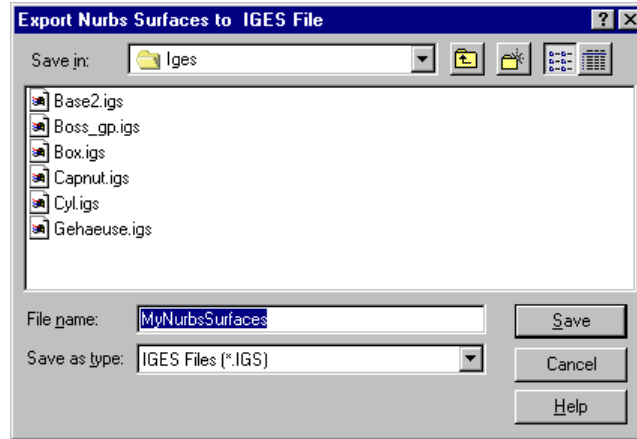 Export Nurbs Surfaces to IGES File
Save in: Iges
Base2.igs
Boss_gp.igs
Box.igs
Capnut.igs
Cyl.igs
Gehaeuse.igs
File name: MyNurbsSurfaces Save
Save as type: IGES Files (*.IGS) Cancel
Help